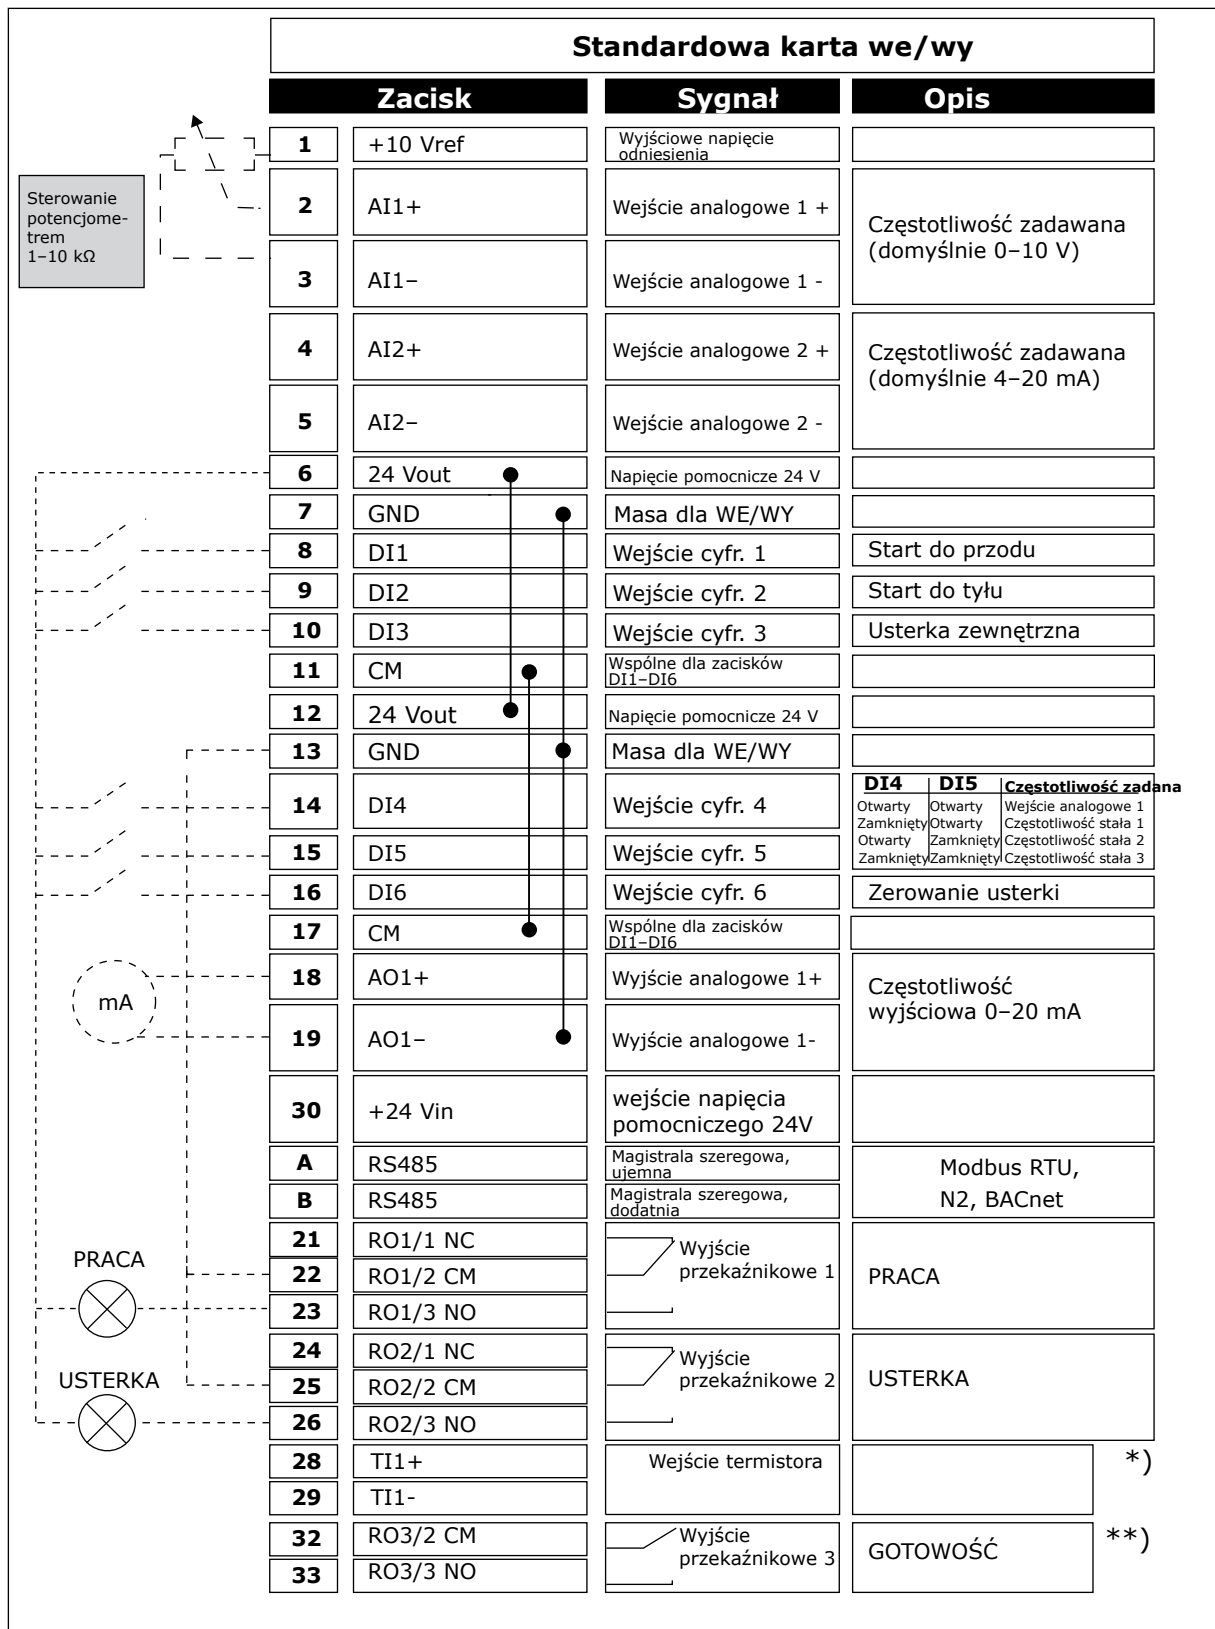 Standardowa karta we/wy
Zacisk Sygnał Opis
1 +10 Vref Wyjściowe napięcie
odniesienia
Sterowanie
potencjome-
trem
1–10 kΩ
2 AI1+ Wejście analogowe 1 +
Częstotliwość zadawana
(domyślnie 0–10 V)
3 AI1– Wejście analogowe 1 -
4 AI2+ Wejście analogowe 2 +
Częstotliwość zadawana
(domyślnie 4–20 mA)
5 AI2– Wejście analogowe 2 -
6 24 Vout Napięcie pomocnicze 24 V
7 GND Masa dla WE/WY
8 DI1 Wejście cyfr. 1 Start do przodu
9 DI2 Wejście cyfr. 2 Start do tyłu
10 DI3 Wejście cyfr. 3 Usterka zewnętrzna
11 CM Wspólne dla zacisków
DI1–DI6
12 24 Vout Napięcie pomocnicze 24 V
13 GND Masa dla WE/WY
14 DI4 Wejście cyfr. 4
DI4 DI5 Częstotliwość zadana
Otwarty Otwarty Wejście analogowe 1
Zamknięty Otwarty Częstotliwość stała 1
Otwarty Zamknięty Częstotliwość stała 2
Zamknięty Zamknięty Częstotliwość stała 3
15 DI5 Wejście cyfr. 5
16 DI6 Wejście cyfr. 6 Zerowanie usterki
17 CM Wspólne dla zacisków
DI1–DI6
18 AO1+ Wyjście analogowe 1+
mA
Częstotliwość
wyjściowa 0–20 mA
19 AO1– Wyjście analogowe 1-
30 +24 Vin wejście napięcia
pomocniczego 24V
A RS485 Magistrala szeregowa,
ujemna
B RS485 Magistrala szeregowa,
dodatnia
Modbus RTU,
N2, BACnet
21 RO1/1 NC
22 RO1/2 CM
23 RO1/3 NO
Wyjście
przekaźnikowe 1
PRACA
PRACA
24 RO2/1 NC
25 RO2/2 CM
26 RO2/3 NO
Wyjście
przekaźnikowe 2
USTERKA
USTERKA
28 TI1+ Wejście termistora *)
29 TI1-
32 RO3/2 CM
33 RO3/3 NO
Wyjście
przekaźnikowe 3
GOTOWOŚĆ **)